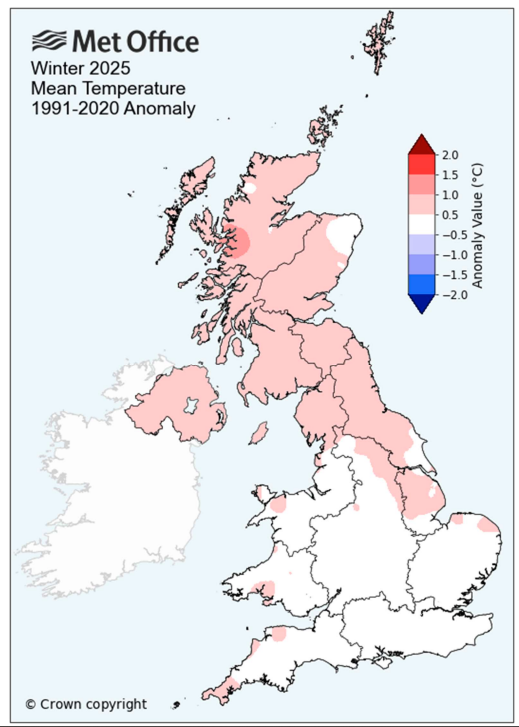 Met Office
Winter 2025
Mean Temperature
1991-2020 Anomaly
2.0
1.5
1.0
0.5
−0.5
−1.0
−1.5
−2.0
Anomaly Value (°C)
© Crown copyright